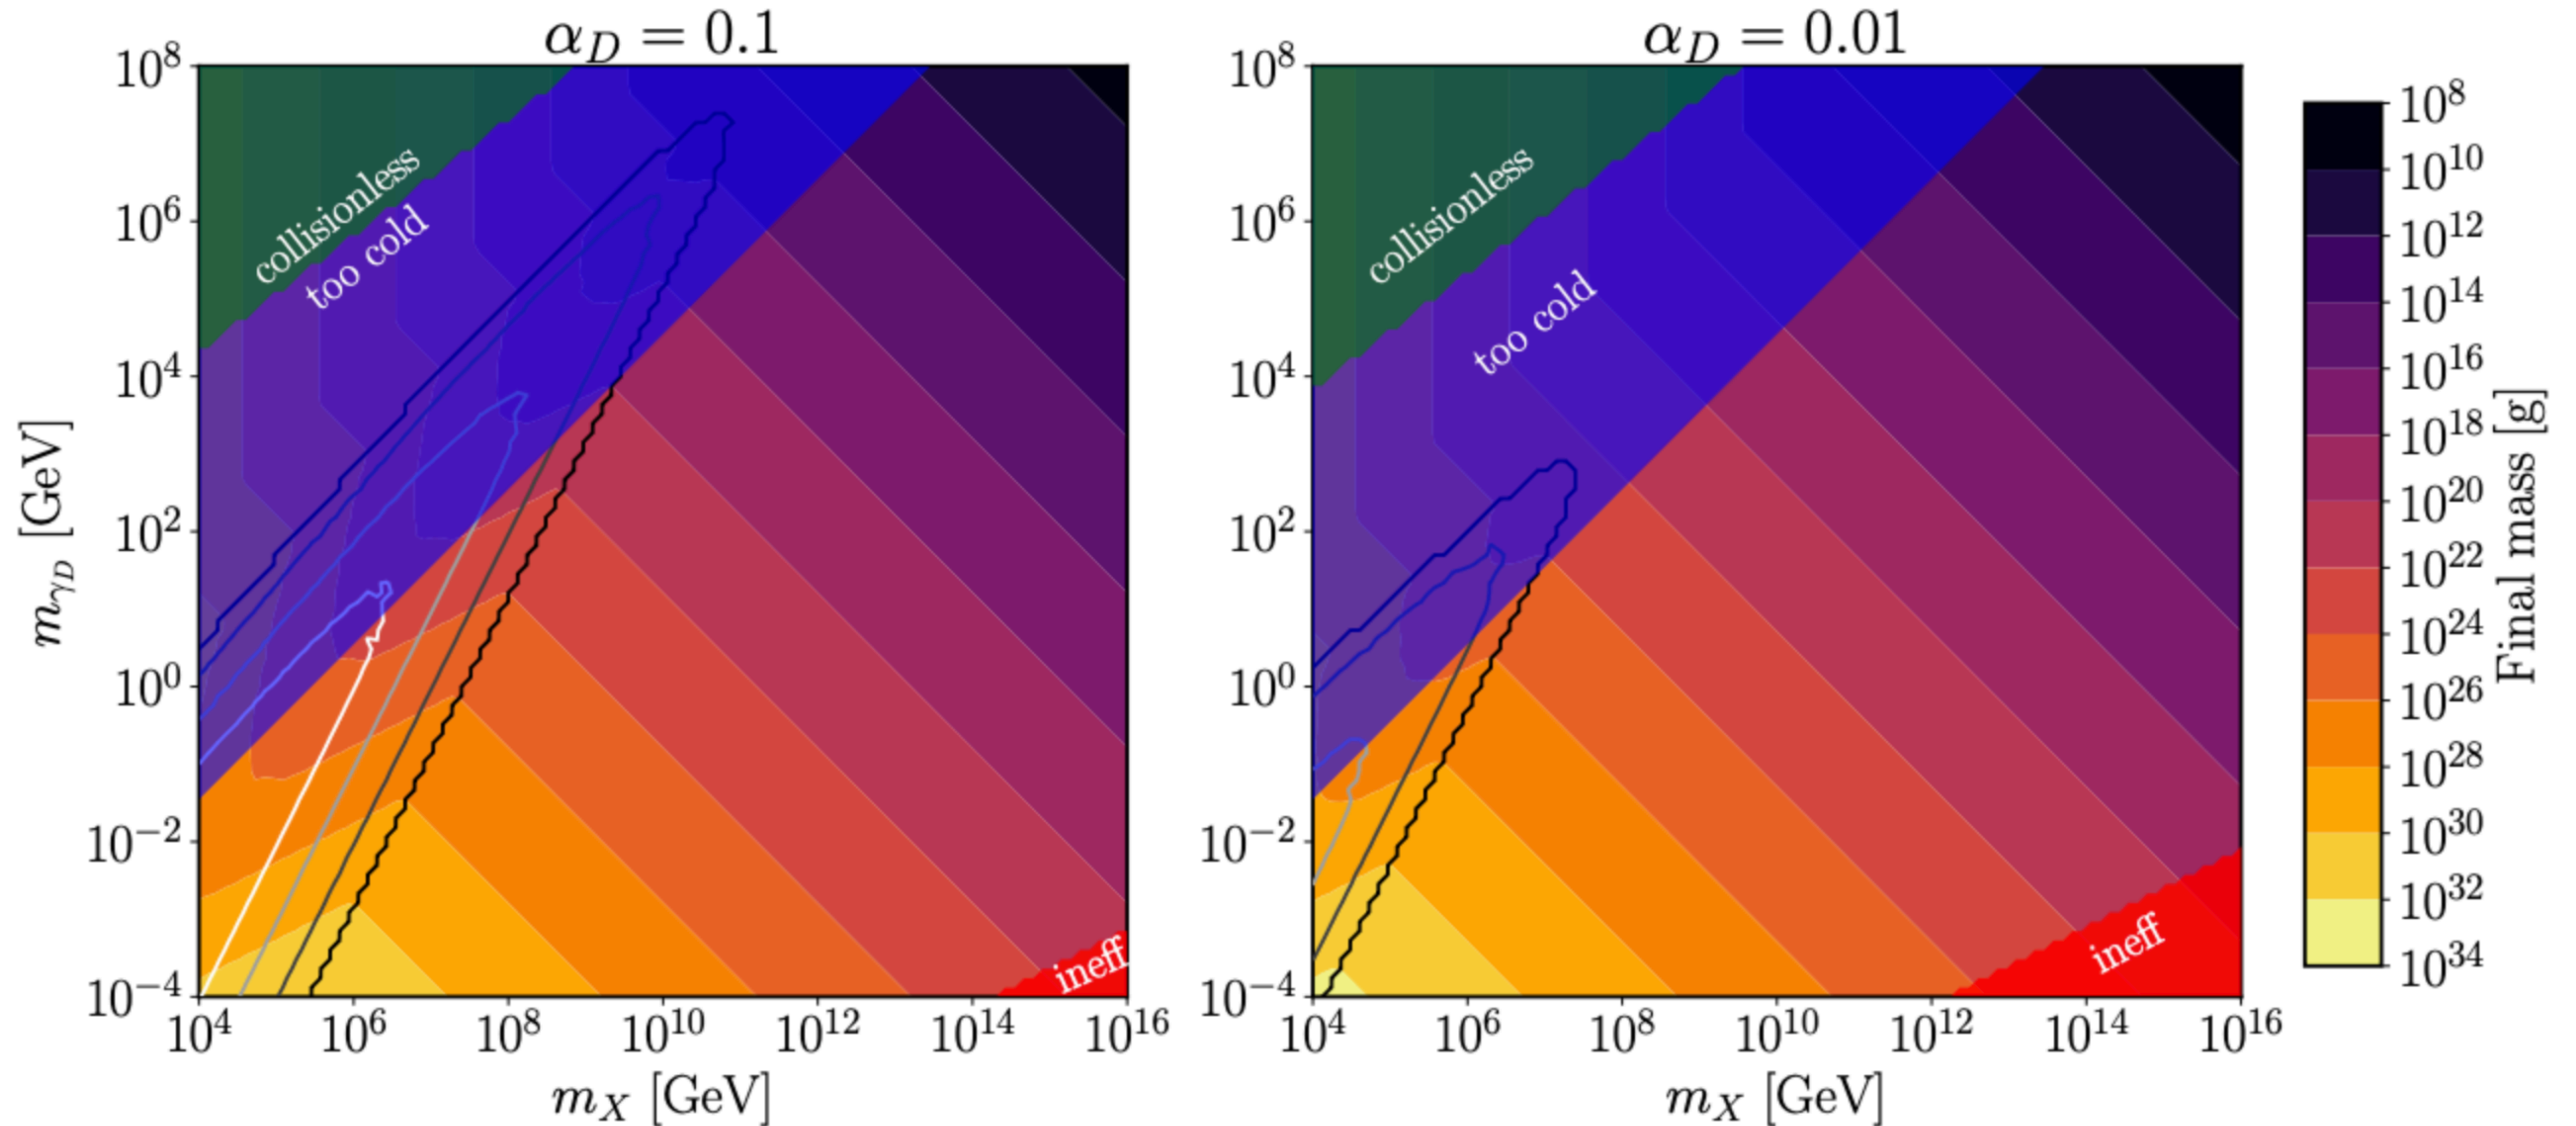 α_D = 0.1
10^8
10^6
10^4
10^2
10^0
10^−2
10^−4
m_γD [GeV]
collisionless
too cold
ineff
10^4 10^6 10^8 10^10 10^12 10^14 10^16
m_X [GeV]
α_D = 0.01
10^8
10^6
10^4
10^2
10^0
10^−2
10^−4
collisionless
too cold
ineff
10^4 10^6 10^8 10^10 10^12 10^14 10^16
m_X [GeV]
10^8
10^10
10^12
10^14
10^16
10^18
10^20
10^22
10^24
10^26
10^28
10^30
10^32
10^34
Final mass [g]